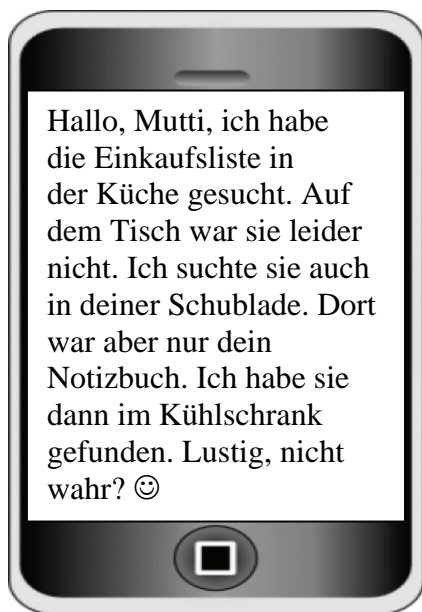 Hallo, Mutti, ich habe
die Einkaufsliste in
der Küche gesucht. Auf
dem Tisch war sie leider
nicht. Ich suchte sie auch
in deiner Schublade. Dort
war aber nur dein
Notizbuch. Ich habe sie
dann im Kühlschrank
gefunden. Lustig, nicht
wahr? ☺